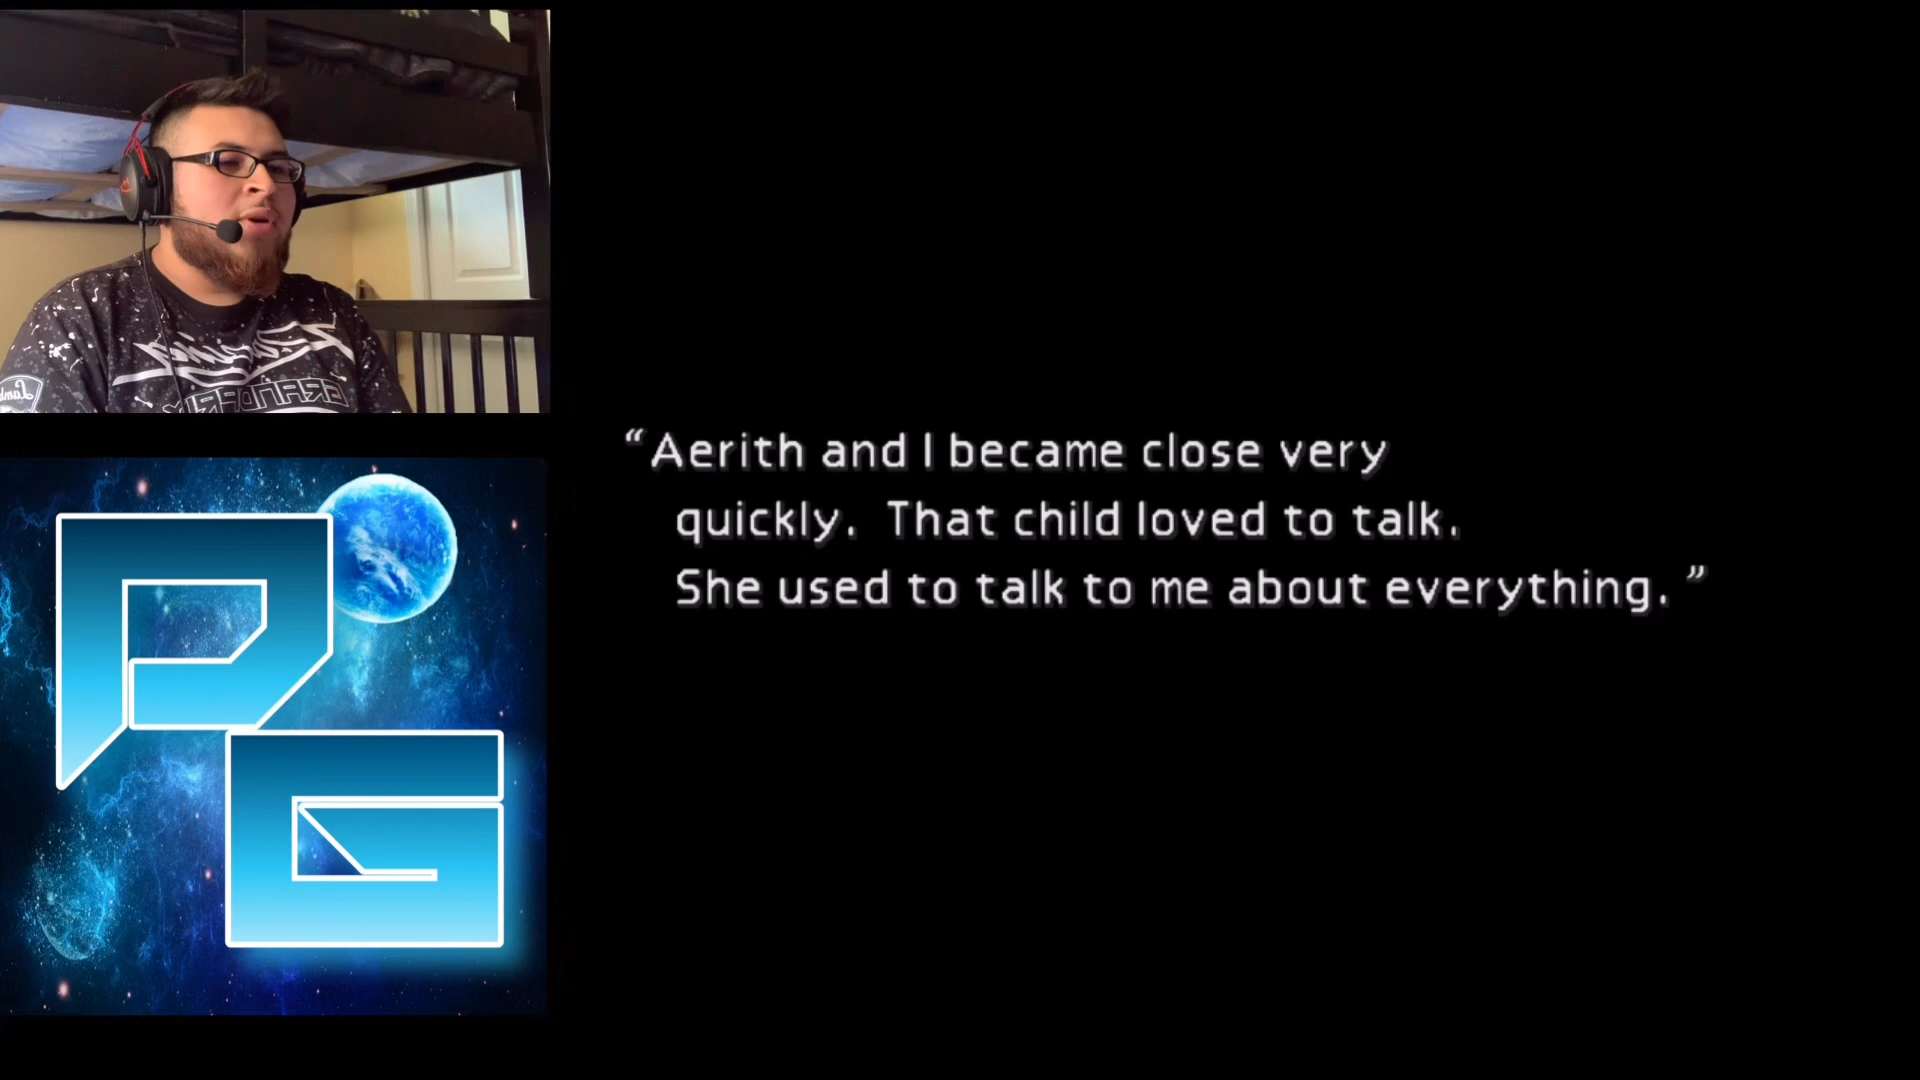 “Aerith and I became close very
quickly. That child loved to talk.
She used to talk to me about everything.”
PG